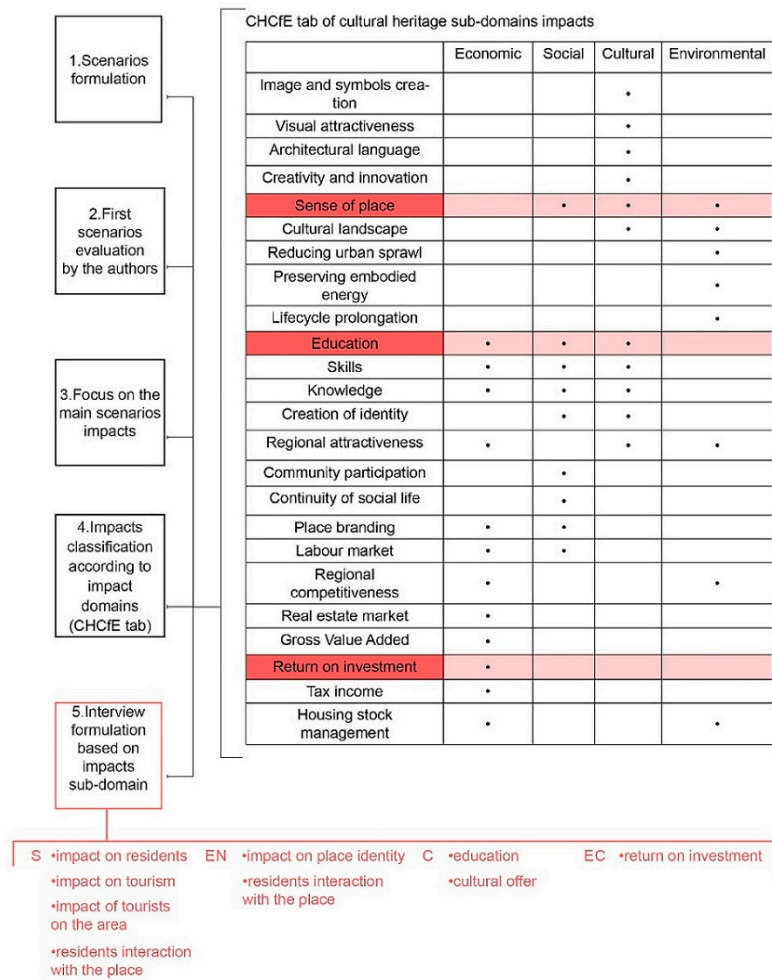 1.Scenarios
formulation
2.First
scenarios
evaluation
by the authors
3.Focus on the
main scenarios
impacts
4.Impacts
classification
according to
impact
domains
(CHCfE tab)
5.Interview
formulation
based on
impacts
sub-domain
CHCfE tab of cultural heritage sub-domains impacts
Economic Social Cultural Environmental
Image and symbols crea-
tion •
Visual attractiveness •
Architectural language •
Creativity and innovation •
Sense of place • • •
Cultural landscape • •
Reducing urban sprawl •
Preserving embodied
energy •
Lifecycle prolongation •
Education • • •
Skills • • •
Knowledge • • •
Creation of identity • •
Regional attractiveness • • •
Community participation •
Continuity of social life •
Place branding • •
Labour market • •
Regional
competitiveness • •
Real estate market •
Gross Value Added •
Return on investment •
Tax income •
Housing stock
management • •
S •impact on residents
•impact on tourism
•impact of tourists
on the area
•residents interaction
with the place
EN •impact on place identity
•residents interaction
with the place
C •education
•cultural offer
EC •return on investment